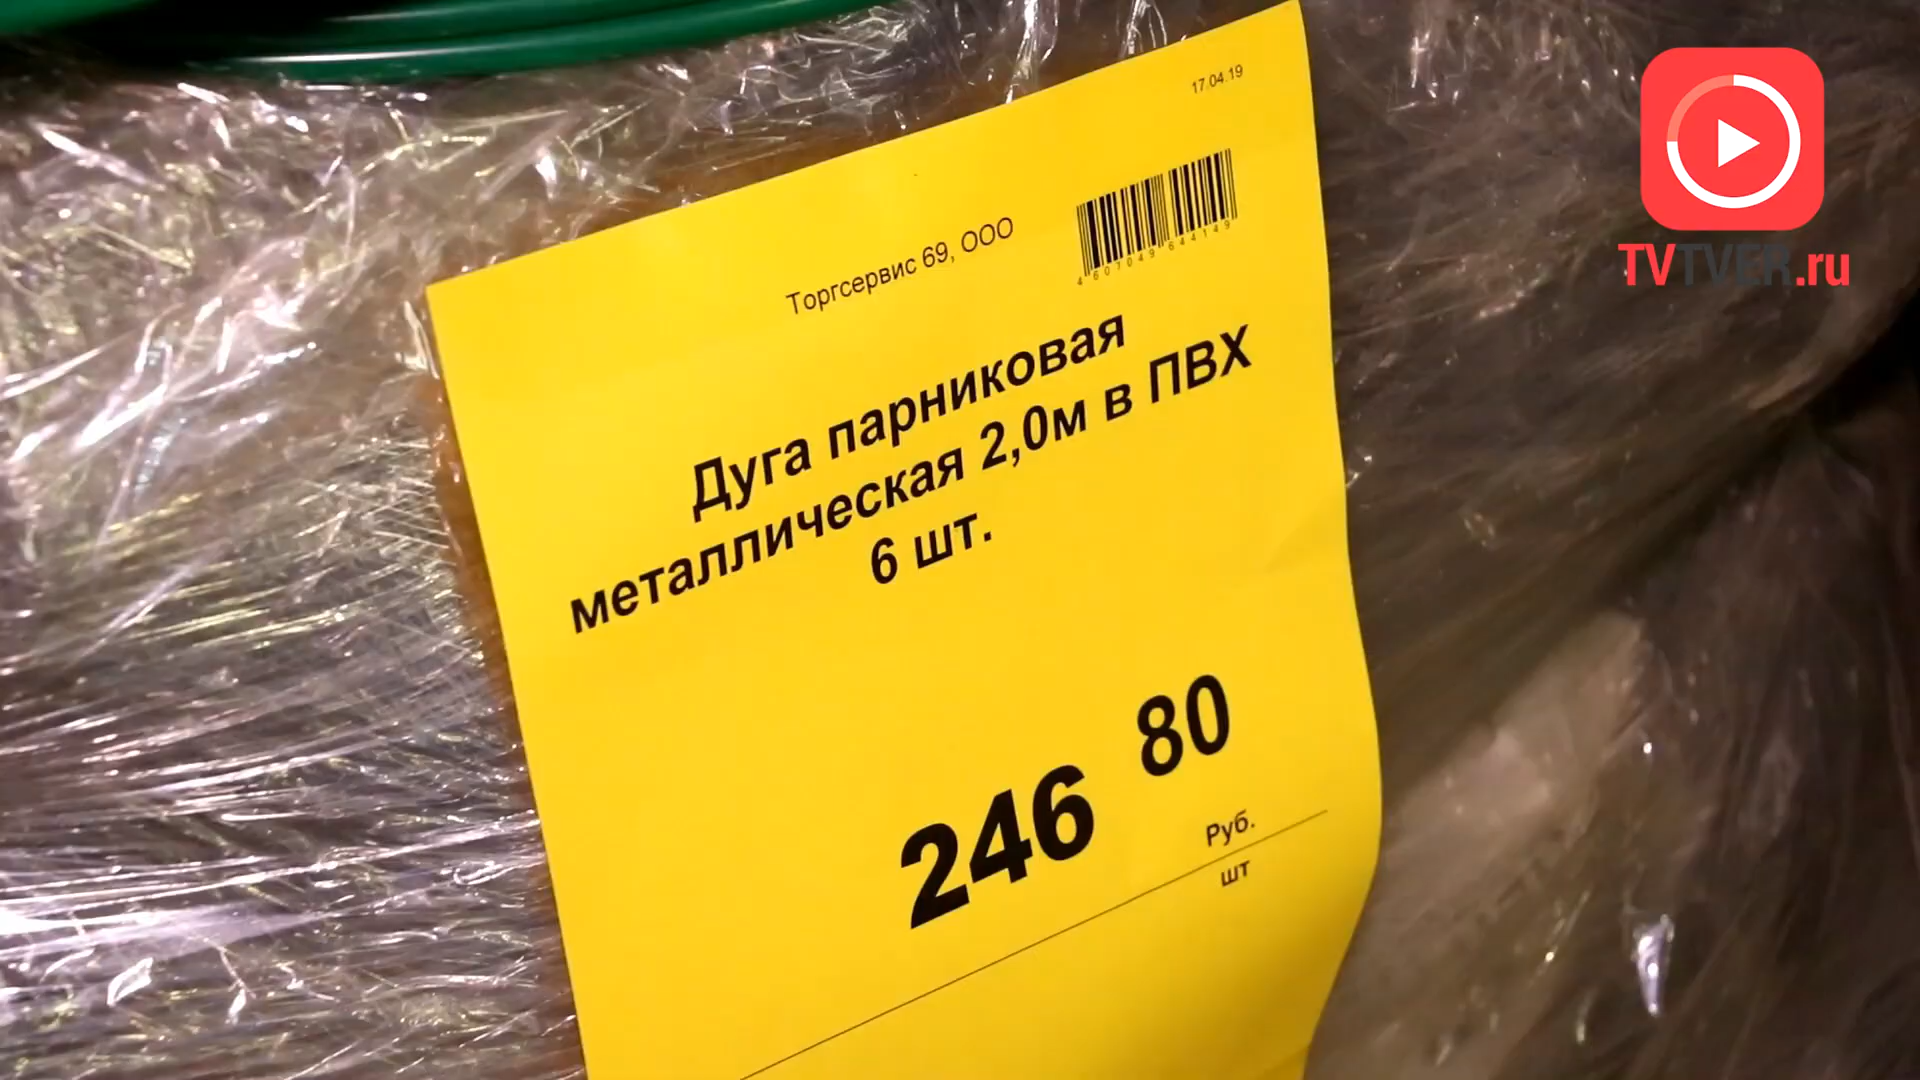 17.04.19
TVTVER.ru
4607049644149
Торгсервис 69, ООО
Дуга парниковая
металлическая 2,0м в ПВХ
6 шт.
246 80
Руб.
шт